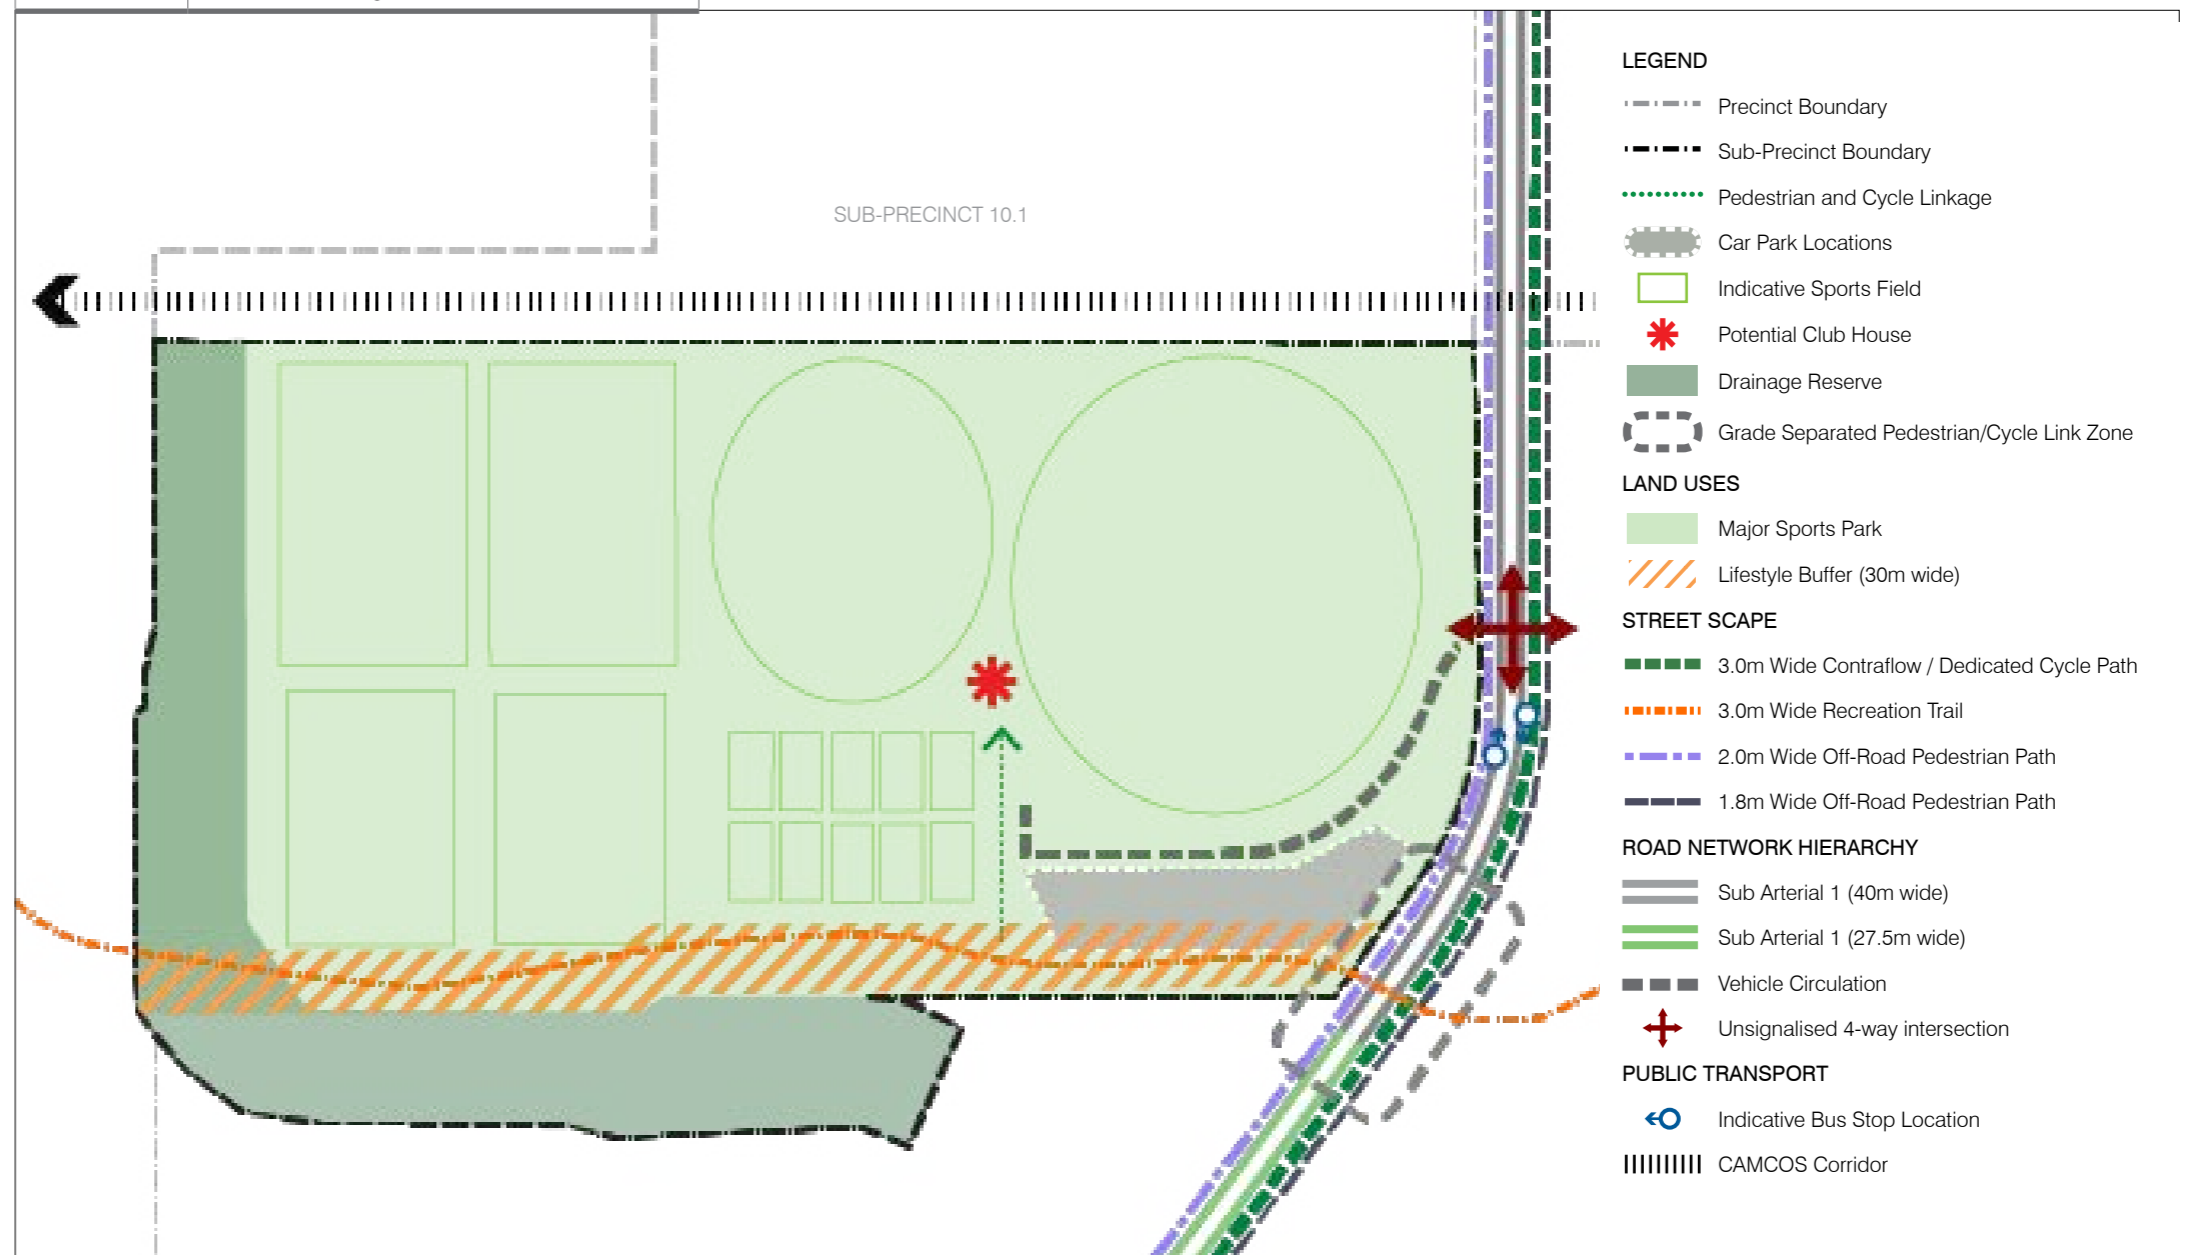 SUB-PRECINCT 10.1
LEGEND
Precinct Boundary
Sub-Precinct Boundary
Pedestrian and Cycle Linkage
Car Park Locations
Indicative Sports Field
Potential Club House
Drainage Reserve
Grade Separated Pedestrian/Cycle Link Zone
LAND USES
Major Sports Park
Lifestyle Buffer (30m wide)
STREET SCAPE
3.0m Wide Contraflow / Dedicated Cycle Path
3.0m Wide Recreation Trail
2.0m Wide Off-Road Pedestrian Path
1.8m Wide Off-Road Pedestrian Path
ROAD NETWORK HIERARCHY
Sub Arterial 1 (40m wide)
Sub Arterial 1 (27.5m wide)
Vehicle Circulation
Unsignalised 4-way intersection
PUBLIC TRANSPORT
Indicative Bus Stop Location
CAMCOS Corridor